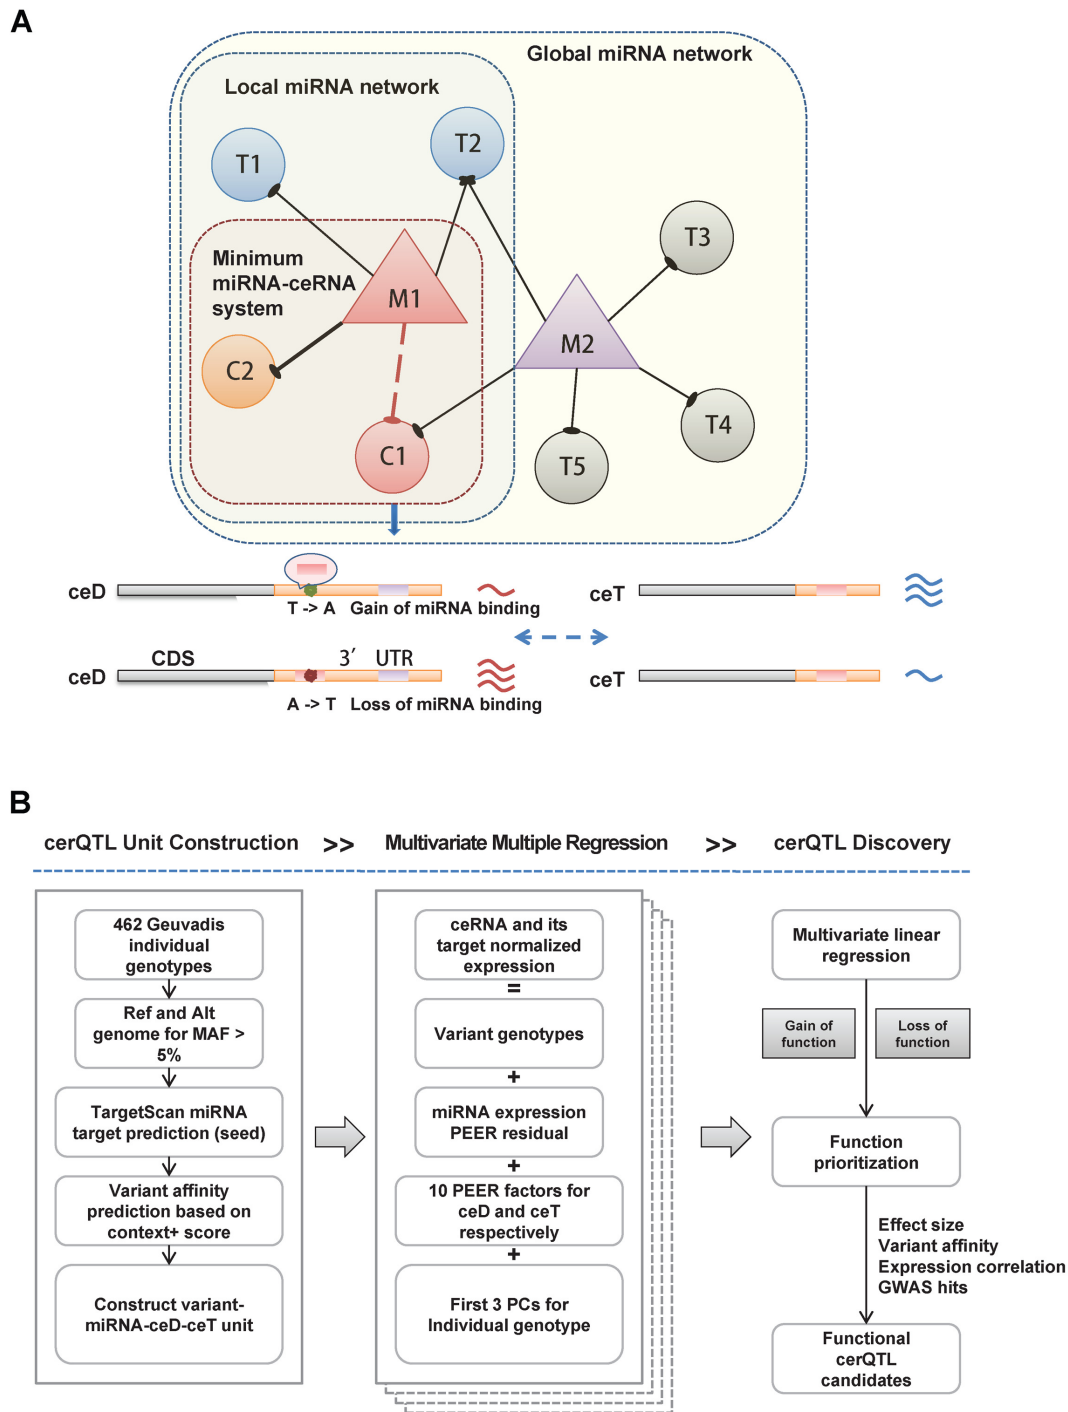 A
Global miRNA network
Local miRNA network
T1
T2
T3
Minimum
miRNA-ceRNA
system
M1
M2
C2
T4
C1
T5
ceD
T -> A Gain of miRNA binding
ceT
CDS
3′ UTR
ceD
A -> T Loss of miRNA binding
ceT
B
cerQTL Unit Construction >> Multivariate Multiple Regression >> cerQTL Discovery
462 Geuvadis
individual
genotypes
Ref and Alt
genome for MAF >
5%
TargetScan miRNA
target prediction (seed)
Variant affinity
prediction based on
context+ score
Construct variant-
miRNA-ceD-ceT unit
ceRNA and its
target normalized
expression
=
Variant genotypes
+
miRNA expression
PEER residual
+
10 PEER factors for
ceD and ceT
respectively
+
First 3 PCs for
Individual genotype
Multivariate linear
regression
Gain of
function
Loss of
function
Function
prioritization
Effect size
Variant affinity
Expression correlation
GWAS hits
Functional
cerQTL
candidates